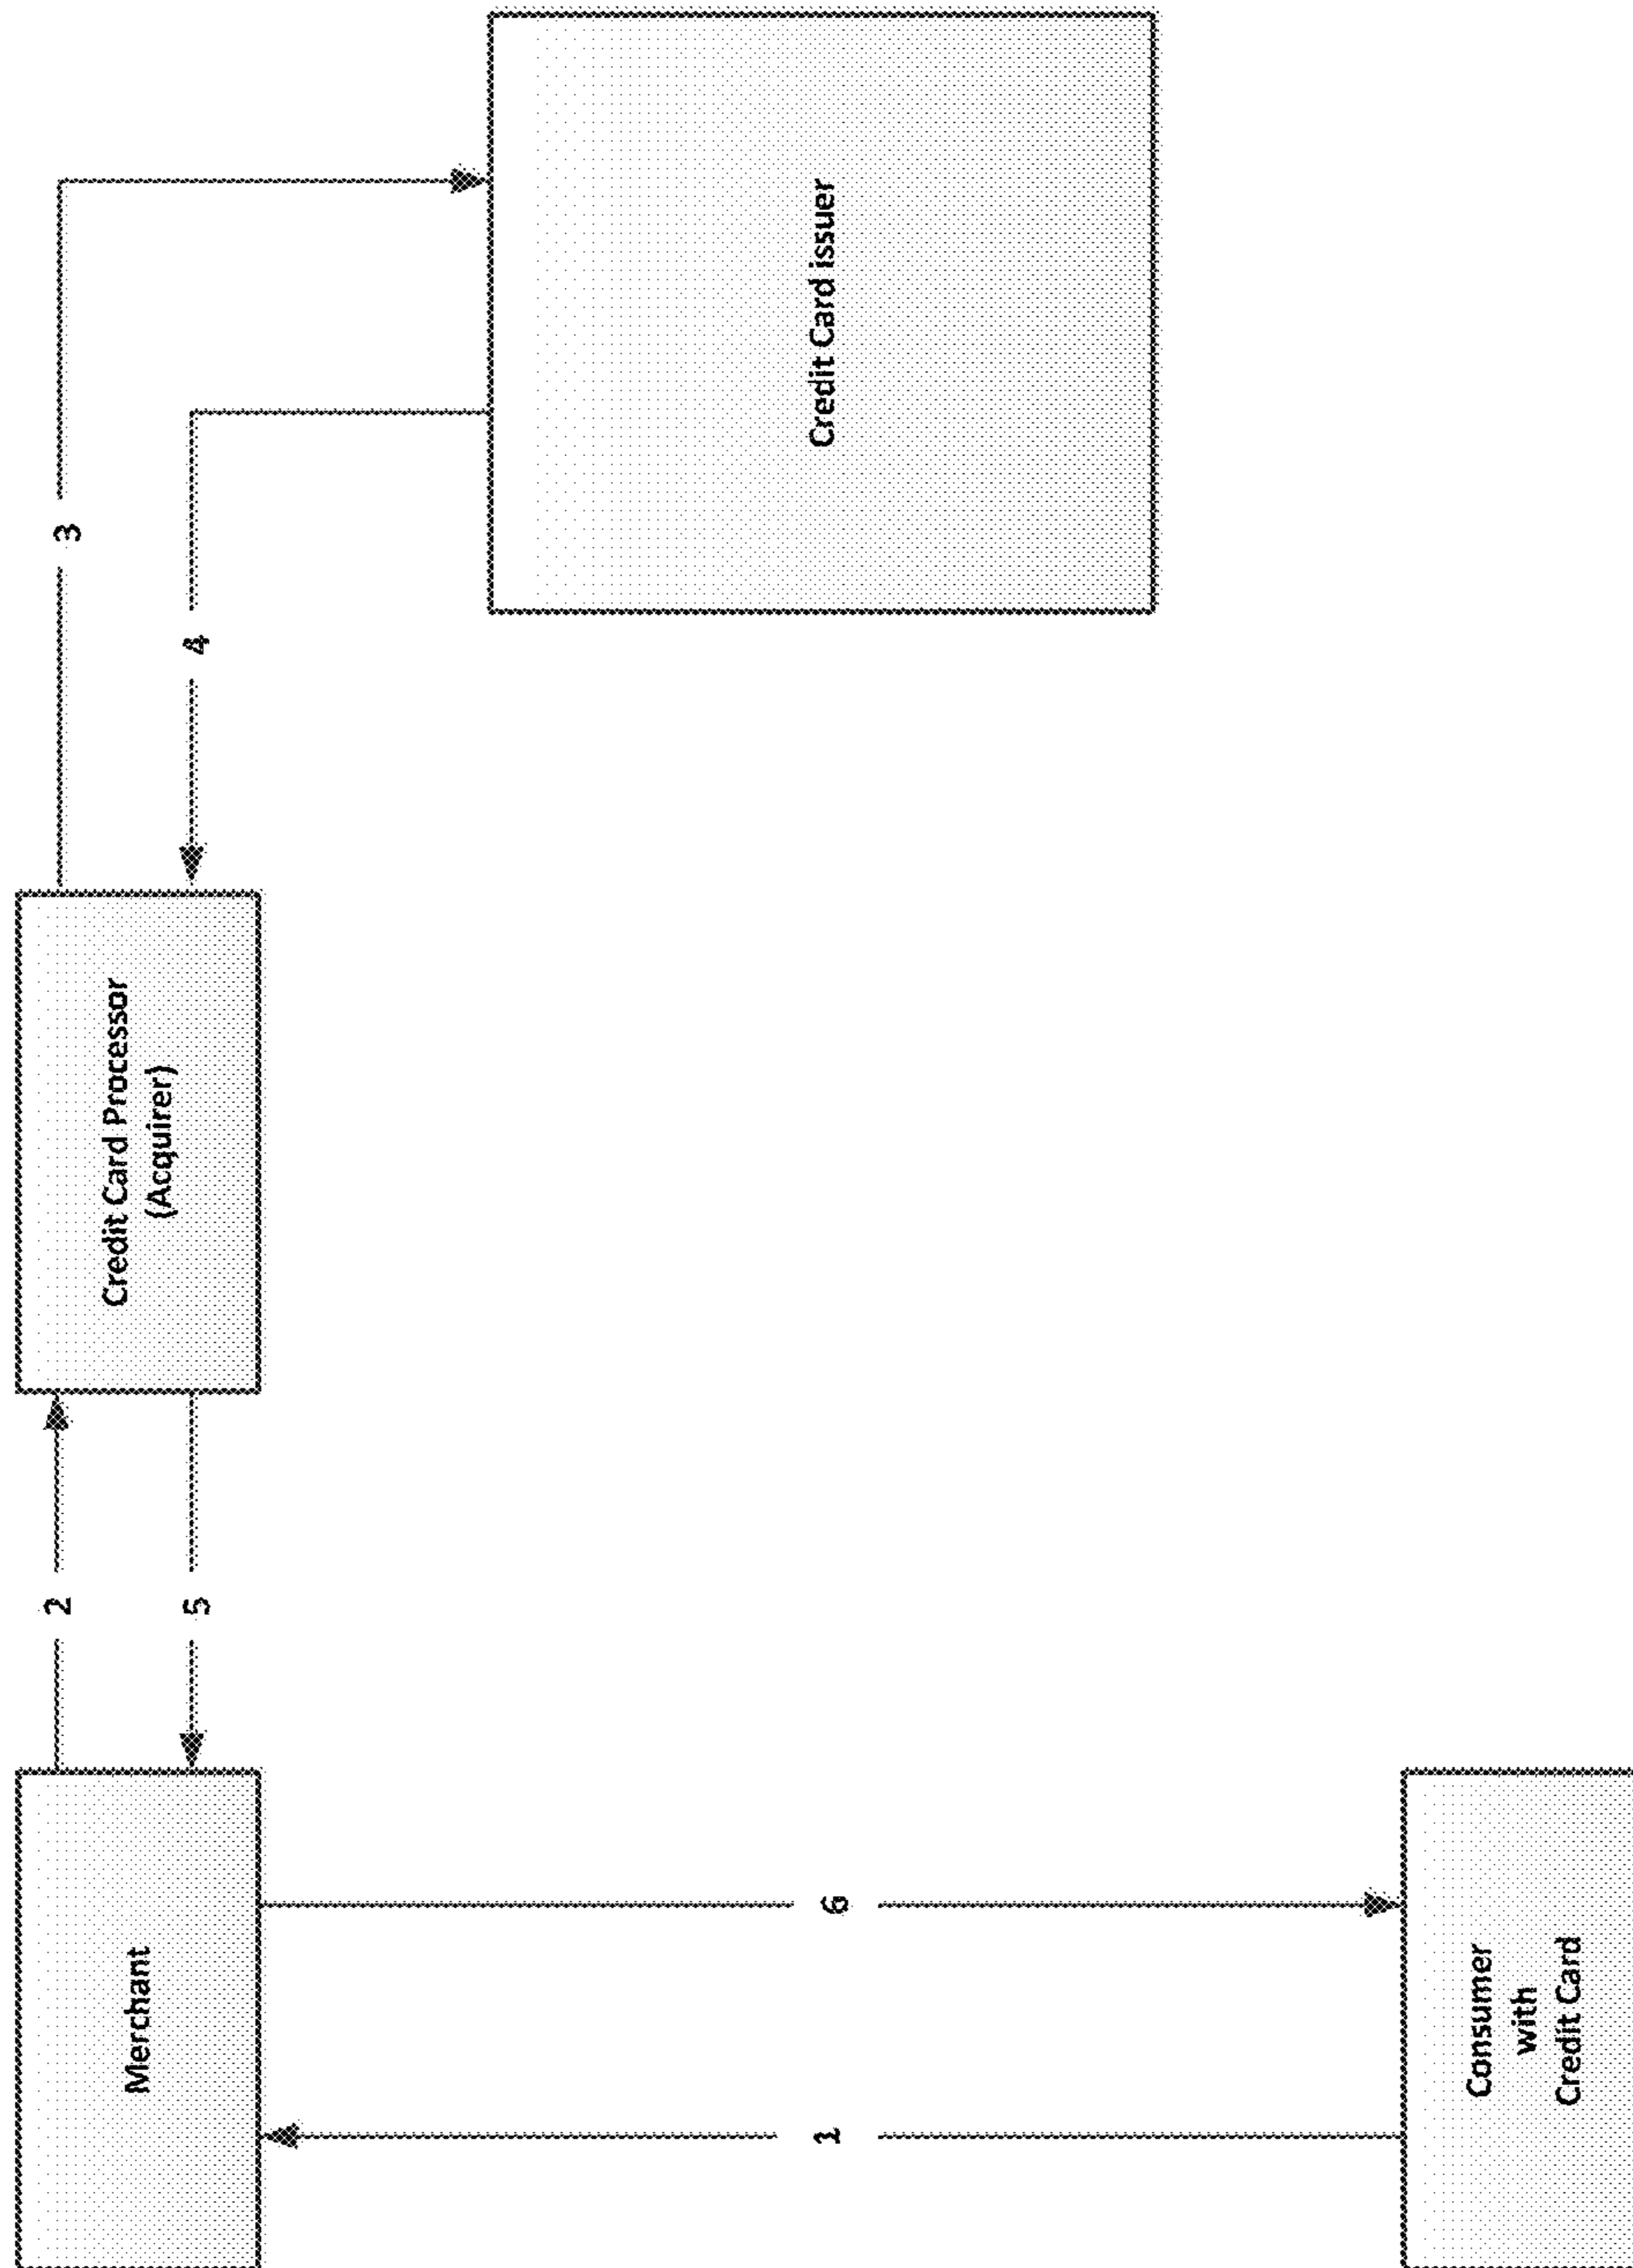 Merchant
2
5
Credit Card Processor
(Acquirer)
3
4
1
6
Credit Card issuer
Consumer
with
Credit Card